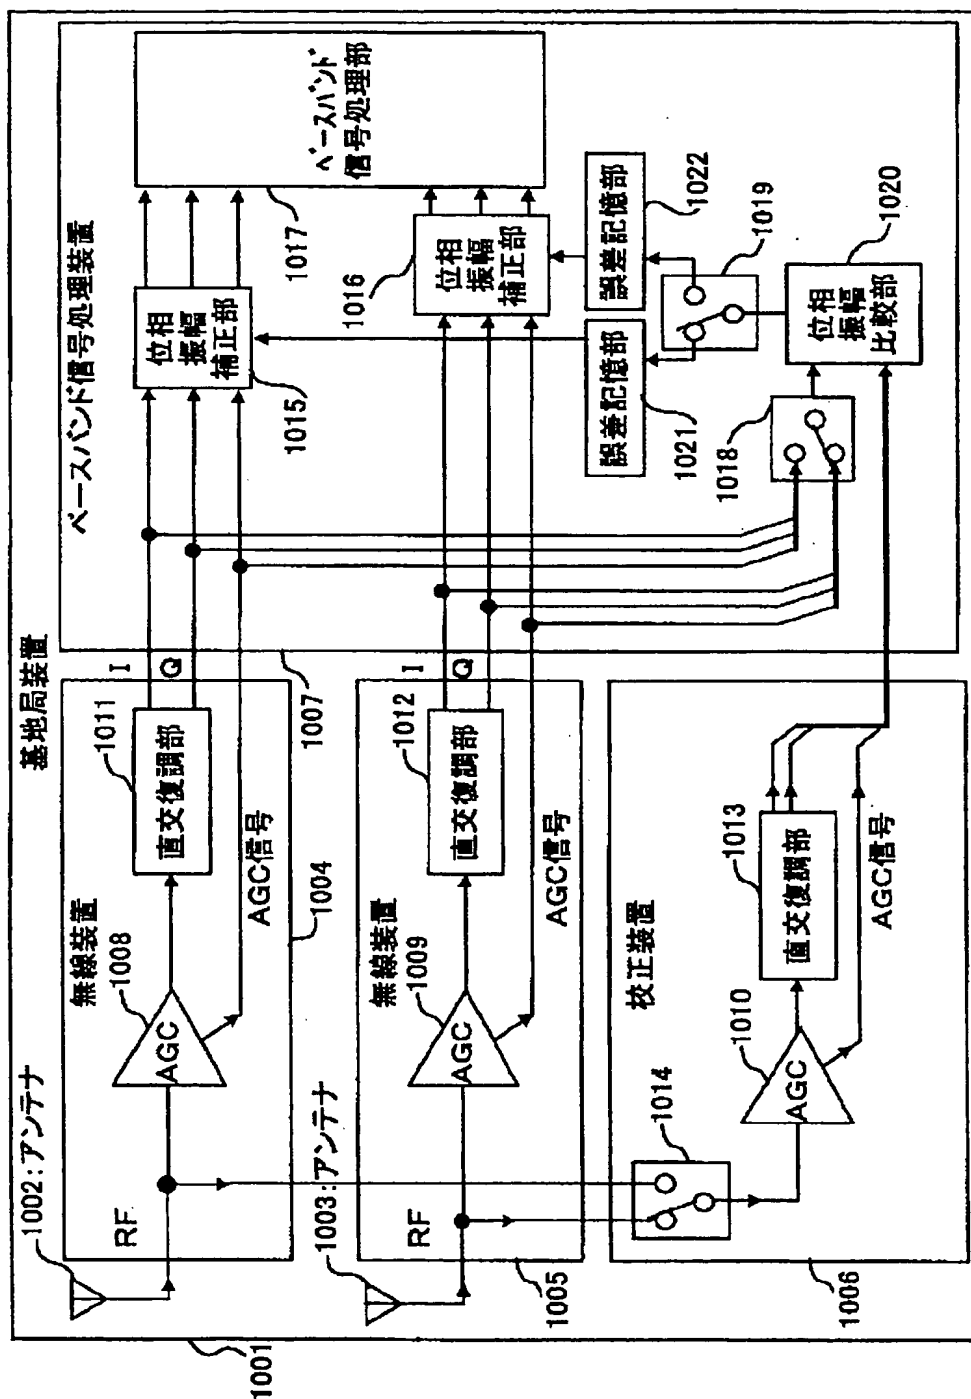 基地局装置
1001
1002:アンテナ
RF
無線装置
1008
AGC
1011
直交復調部
I
Q
AGC信号
1004
1003:アンテナ
RF
無線装置
1009
AGC
1012
直交復調部
I
Q
AGC信号
1005
校正装置
1014
1010
AGC
1013
直交復調部
AGC信号
1006
ベースバンド信号処理装置
1007
位相
振幅
補正部
1015
位相
振幅
補正部
1016
ベースバンド
信号処理部
1017
誤差記憶部
1021
誤差記憶部
1022
1018
1019
位相
振幅
比較部
1020